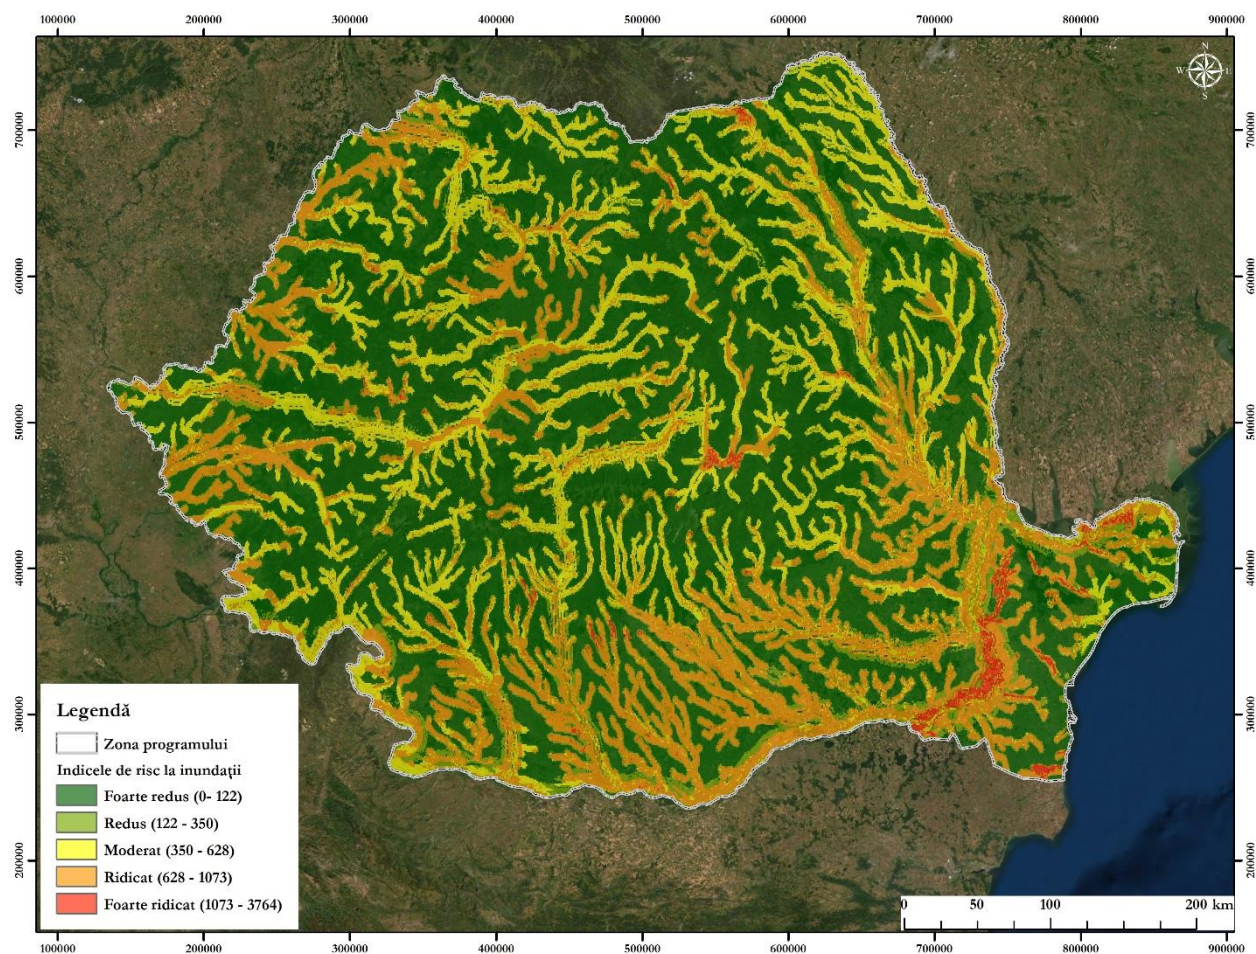 100000 200000 300000 400000 500000 600000 700000 800000 900000
N
W E
S
700000 700000
600000 600000
500000 500000
400000 400000
300000 300000
200000 200000
Legendă
Zona programului
Indicele de risc la inundații
Foarte redus (0- 122)
Redus (122 - 350)
Moderat (350 - 628)
Ridicat (628 - 1073)
Foarte ridicat (1073 - 3764)
0 50 100 200 km
100000 200000 300000 400000 500000 600000 700000 800000 900000